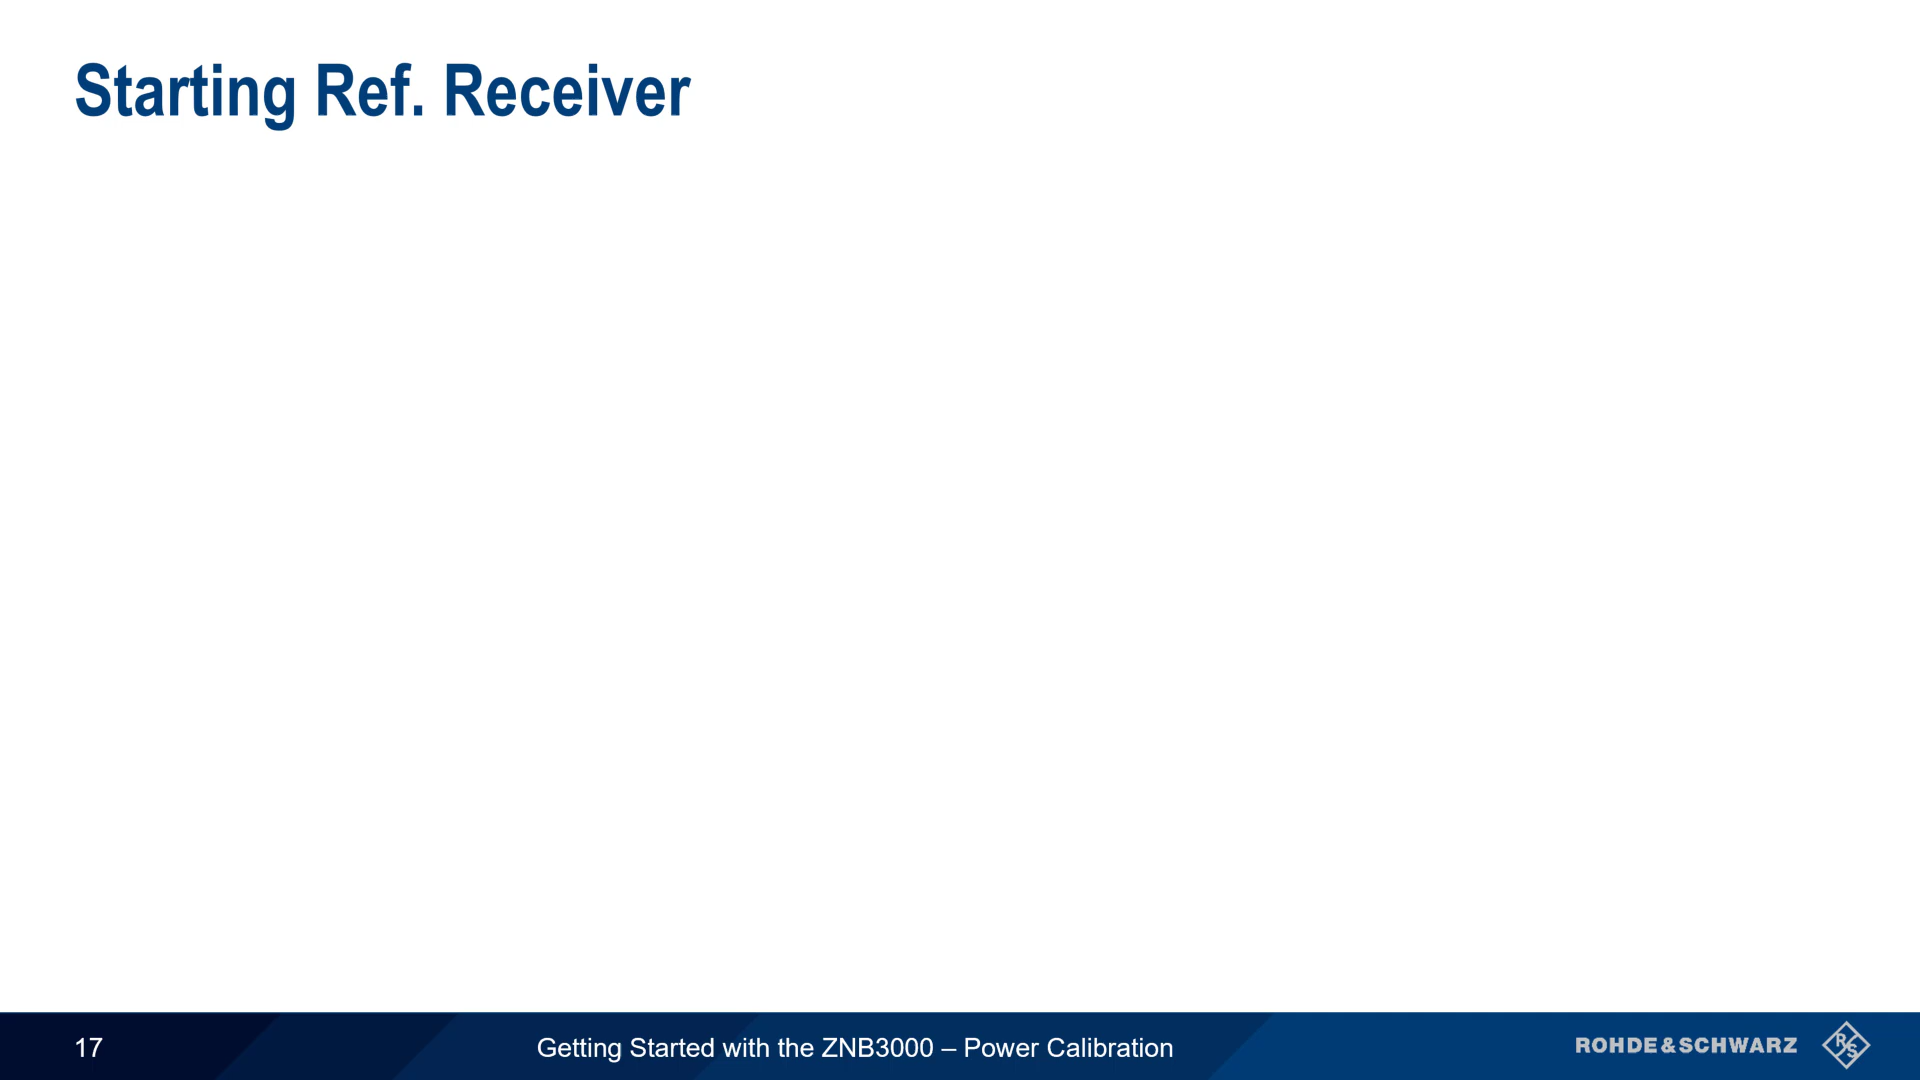 Starting Ref. Receiver
17
Getting Started with the ZNB3000 – Power Calibration
ROHDE&SCHWARZ
R&S